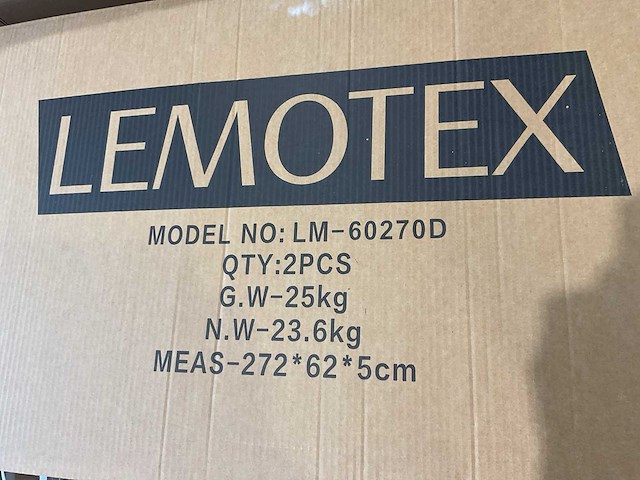 LEMOTEX
MODEL NO: LM-60270D
QTY:2PCS
G.W-25kg
N.W-23.6kg
MEAS-272*62*5cm